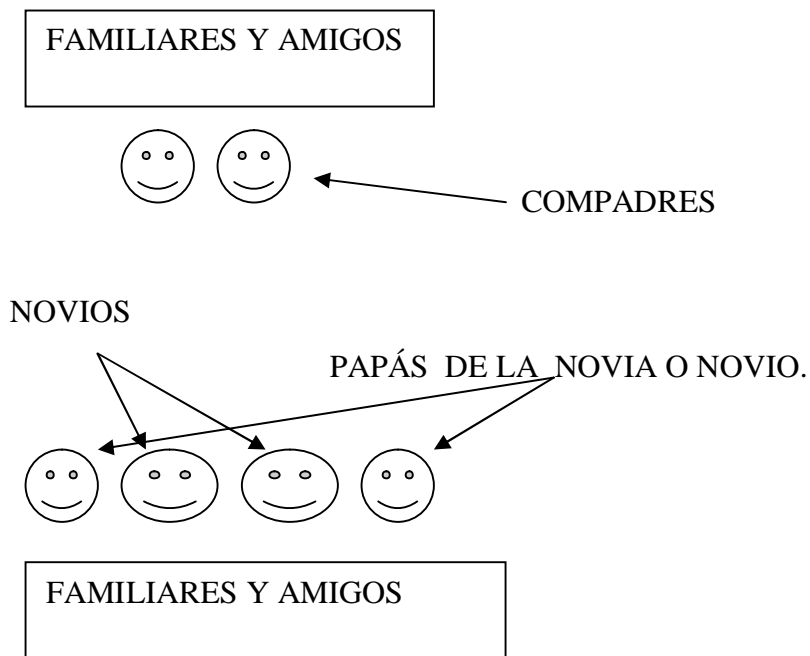 FAMILIARES Y AMIGOS
COMPADRES
NOVIOS
PAPÁS DE LA NOVIA O NOVIO.
FAMILIARES Y AMIGOS